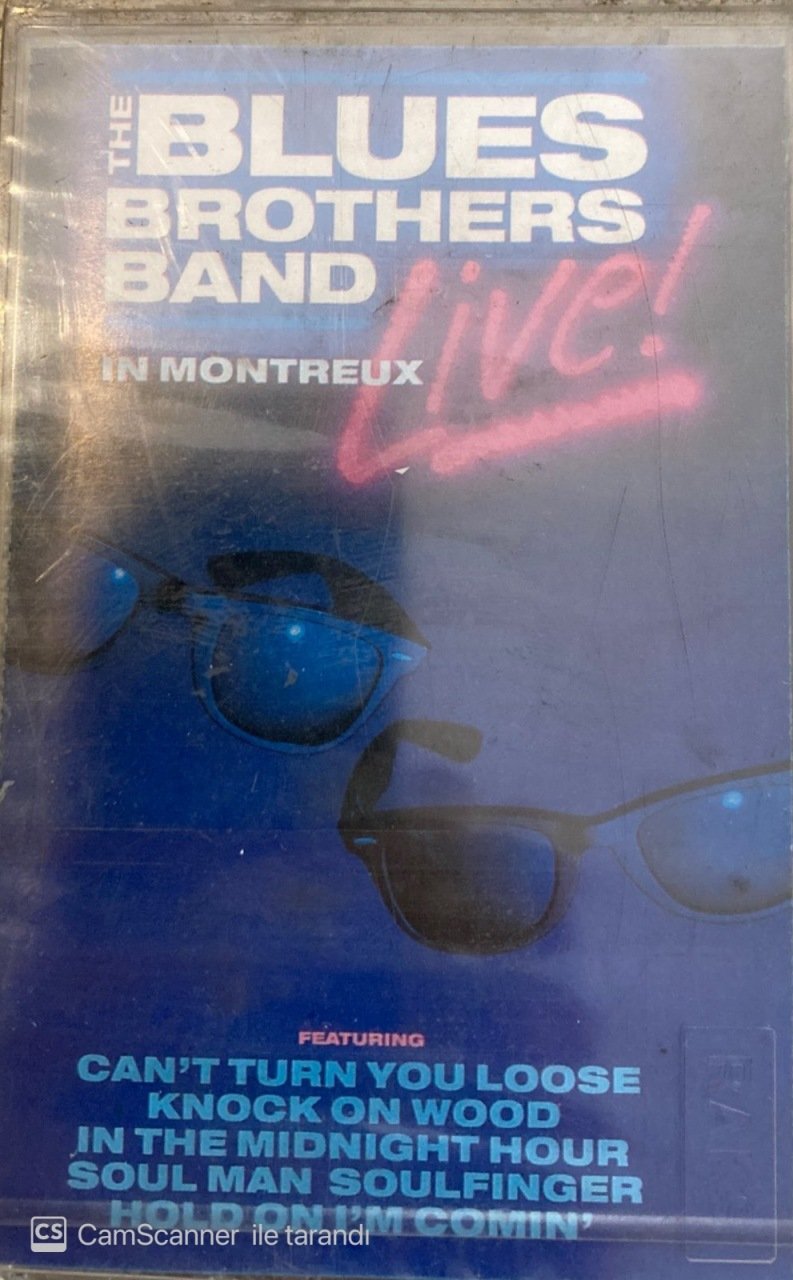 THE BLUES
BROTHERS
BAND
Live!
IN MONTREUX
FEATURING
CAN'T TURN YOU LOOSE
KNOCK ON WOOD
IN THE MIDNIGHT HOUR
SOUL MAN SOULFINGER
HOLD ON I'M COMIN'
CS CamScanner ile tarandı